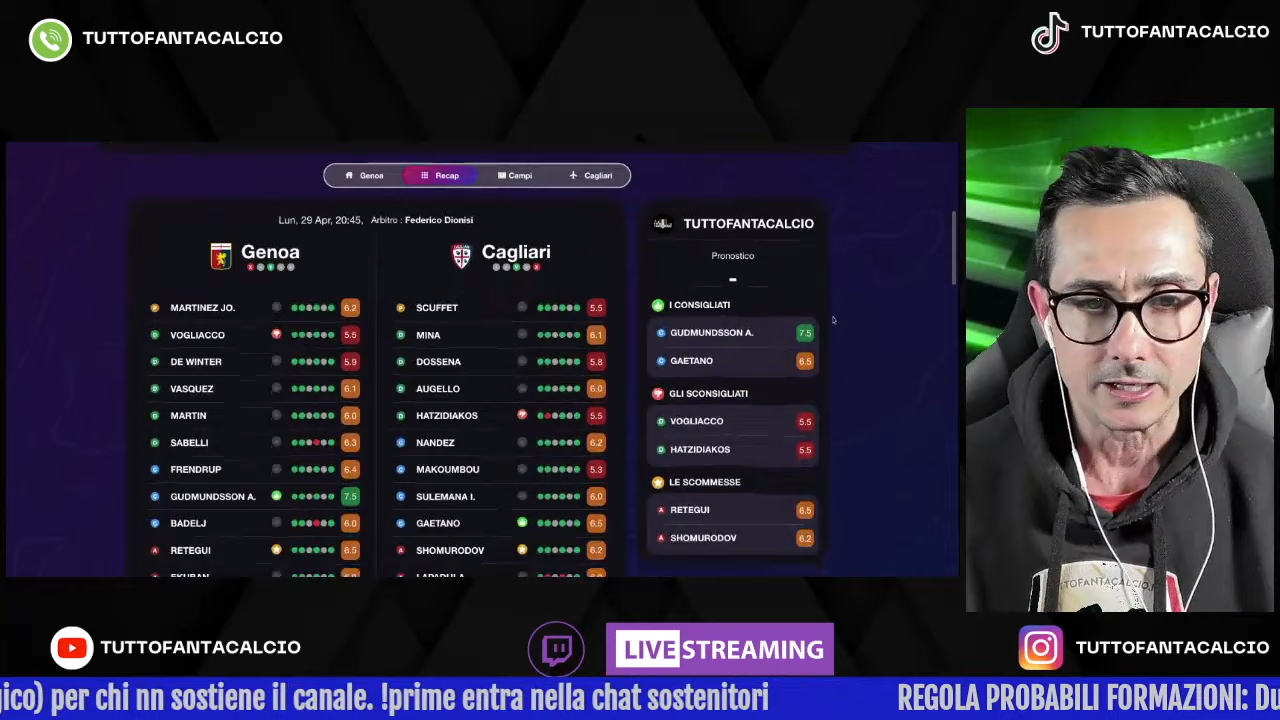 TUTTOFANTACALCIO
TUTTOFANTACALCIO
Genoa
Recap
Campi
Cagliari
Lun, 29 Apr, 20:45, Arbitro : Federico Dionisi
Genoa
Cagliari
P MARTINEZ JO. 6.2
D VOGLIACCO 5.5
D DE WINTER 5.9
D VASQUEZ 6.1
D MARTIN 6.0
D SABELLI 6.3
C FRENDRUP 6.4
C GUDMUNDSSON A. 7.5
C BADELJ 6.0
A RETEGUI 6.5
P SCUFFET 5.5
D MINA 6.1
D DOSSENA 5.8
D AUGELLO 6.0
D HATZIDIAKOS 5.5
C NANDEZ 6.2
C MAKOUMBOU 5.3
C SULEMANA I. 6.0
C GAETANO 6.5
A SHOMURODOV 6.2
TUTTOFANTACALCIO
Pronostico
-
I CONSIGLIATI
C GUDMUNDSSON A. 7.5
C GAETANO 6.5
GLI SCONSIGLIATI
D VOGLIACCO 5.5
D HATZIDIAKOS 5.5
LE SCOMMESSE
A RETEGUI 6.5
A SHOMURODOV 6.2
TUTTOFANTACALCIO
LIVE STREAMING
TUTTOFANTACALCIO
gico) per chi nn sostiene il canale. !prime entra nella chat sostenitori REGOLA PROBABILI FORMAZIONI: Du